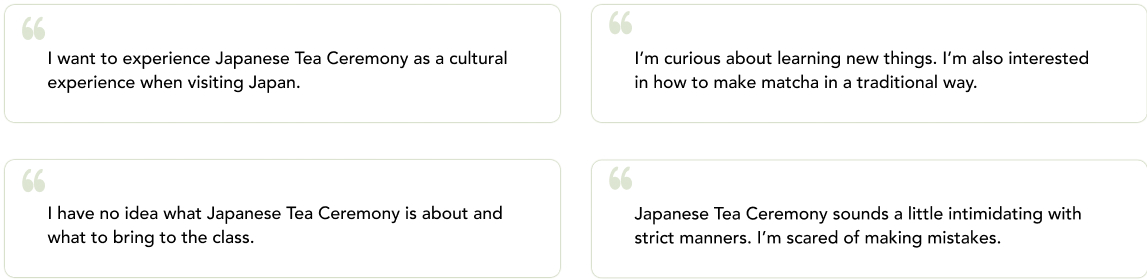 I want to experience Japanese Tea Ceremony as a cultural
experience when visiting Japan.
I’m curious about learning new things. I’m also interested
in how to make matcha in a traditional way.
I have no idea what Japanese Tea Ceremony is about and
what to bring to the class.
Japanese Tea Ceremony sounds a little intimidating with
strict manners. I’m scared of making mistakes.